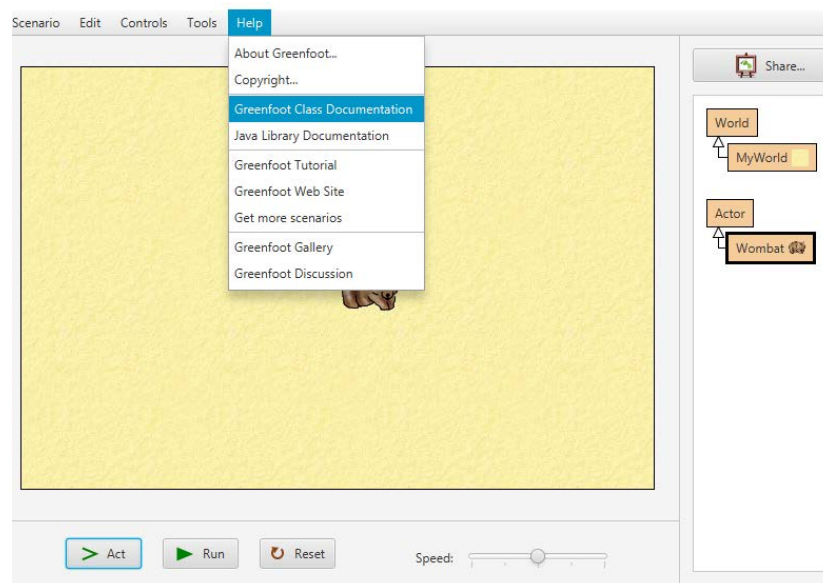 Scenario Edit Controls Tools Help
About Greenfoot...
Copyright...
Greenfoot Class Documentation
Java Library Documentation
Greenfoot Tutorial
Greenfoot Web Site
Get more scenarios
Greenfoot Gallery
Greenfoot Discussion
Share...
World
MyWorld
Actor
Wombat
Act Run Reset Speed: